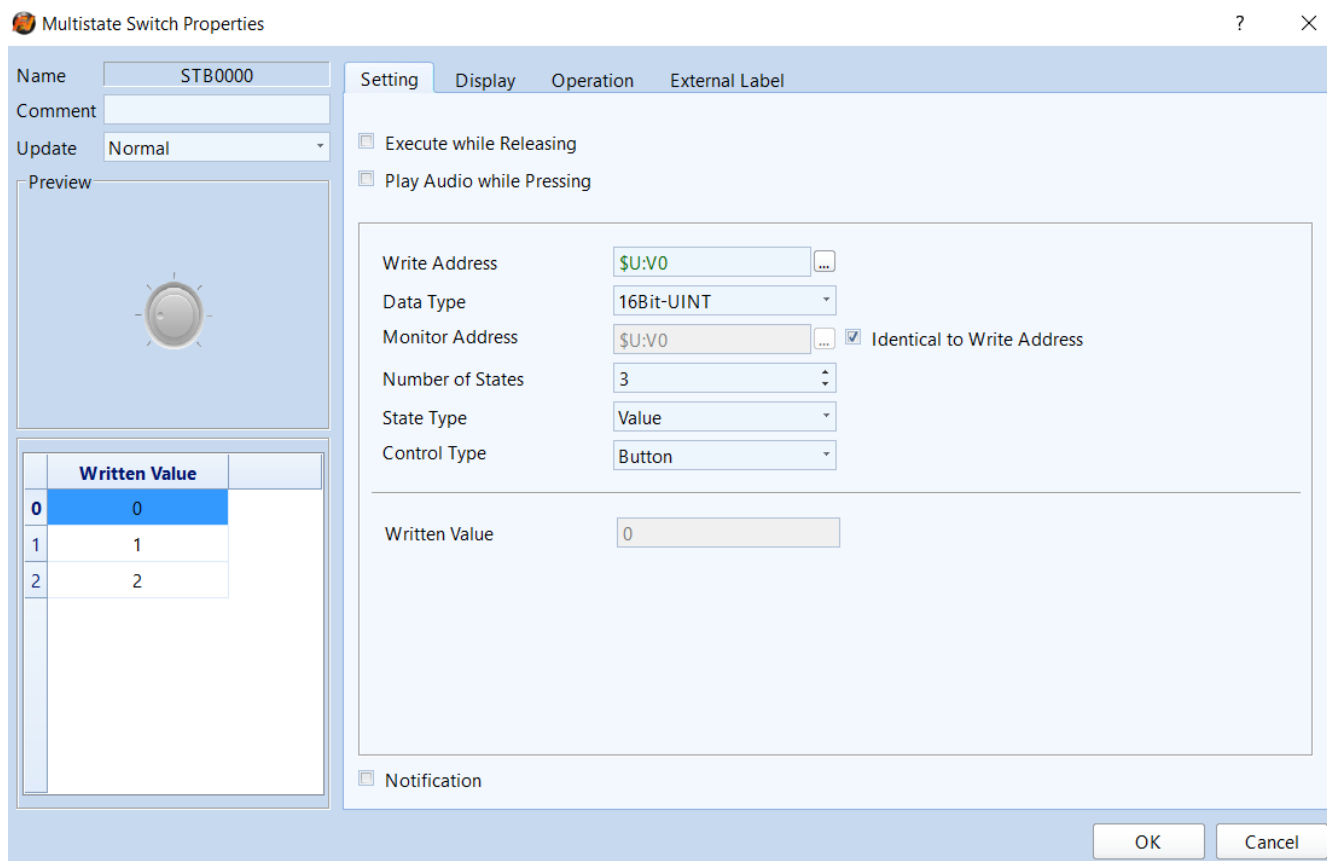 Multistate Switch Properties ?
Name STB0000
Comment
Update Normal
Preview
Written Value
0 0
1 1
2 2
Setting Display Operation External Label
Execute while Releasing
Play Audio while Pressing
Write Address $U:V0 ...
Data Type 16Bit-UINT
Monitor Address $U:V0 ... Identical to Write Address
Number of States 3
State Type Value
Control Type Button
Written Value 0
Notification
OK Cancel